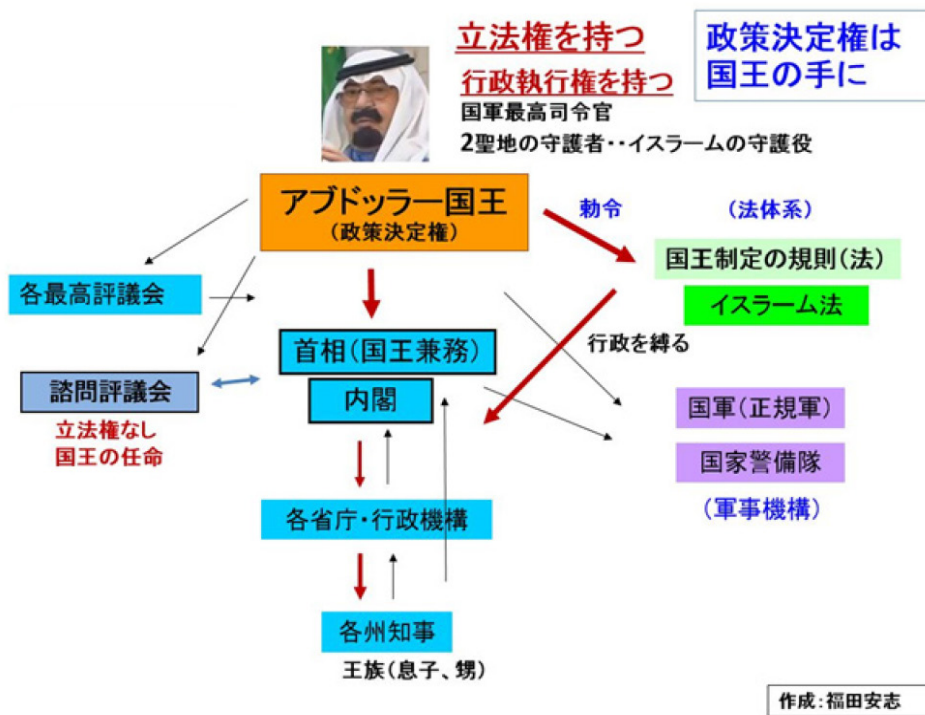 立法権を持つ
行政執行権を持つ
国軍最高司令官
2聖地の守護者・・イスラームの守護役
政策決定権は
国王の手に
アブドッラー国王
(政策決定権)
勅令
(法体系)
国王制定の規則(法)
イスラーム法
各最高評議会
首相(国王兼務)
内閣
行政を縛る
諮問評議会
立法権なし
国王の任命
国軍(正規軍)
国家警備隊
(軍事機構)
各省庁・行政機構
各州知事
王族(息子、甥)
作成:福田安志